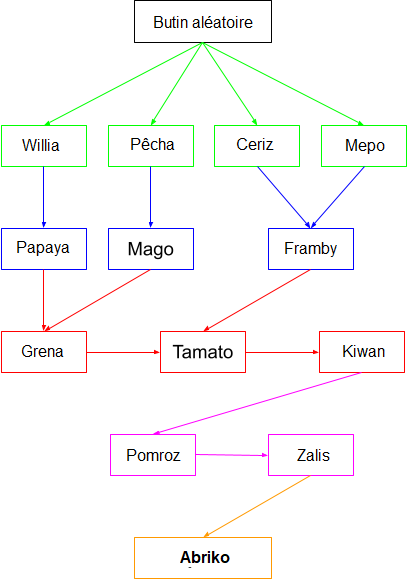 Butin aléatoire
Willia
Pêcha
Ceriz
Mepo
Papaya
Mago
Framby
Grena
Tamato
Kiwan
Pomroz
Zalis
Abriko